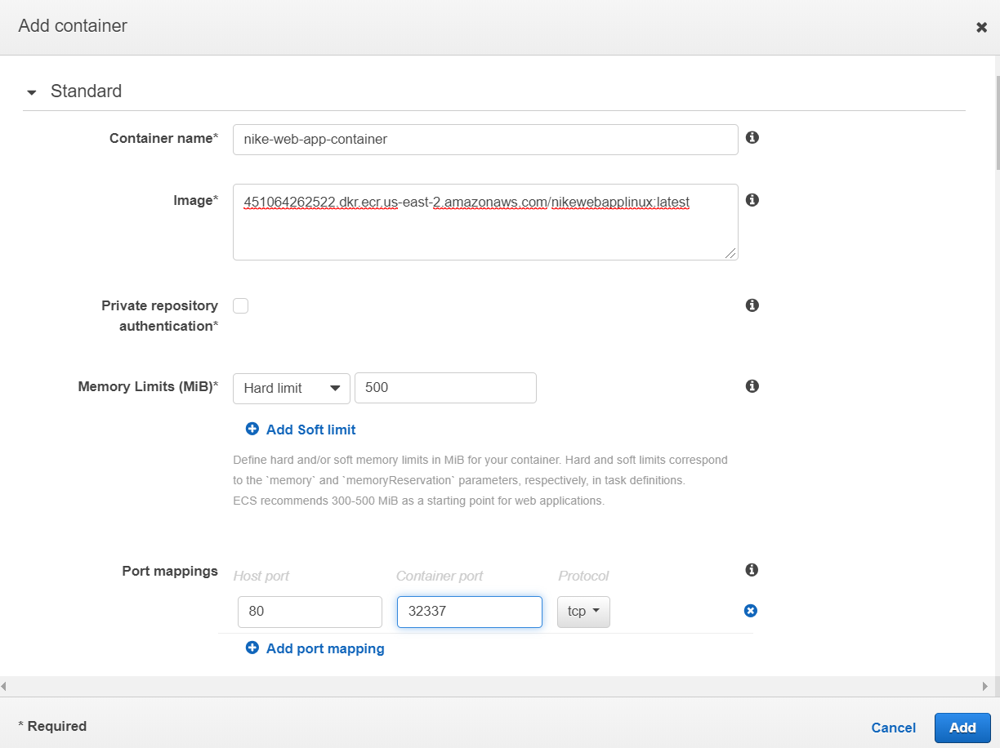 Add container
Standard
Container name*
nike-web-app-container
Image*
451064262522.dkr.ecr.us-east-2.amazonaws.com/nikewebapplinux:latest
Private repository
authentication*
Memory Limits (MiB)*
Hard limit 500
Add Soft limit
Define hard and/or soft memory limits in MiB for your container. Hard and soft limits correspond
to the `memory` and `memoryReservation` parameters, respectively, in task definitions.
ECS recommends 300-500 MiB as a starting point for web applications.
Port mappings
Host port Container port Protocol
80 32337 tcp
Add port mapping
* Required
Cancel Add